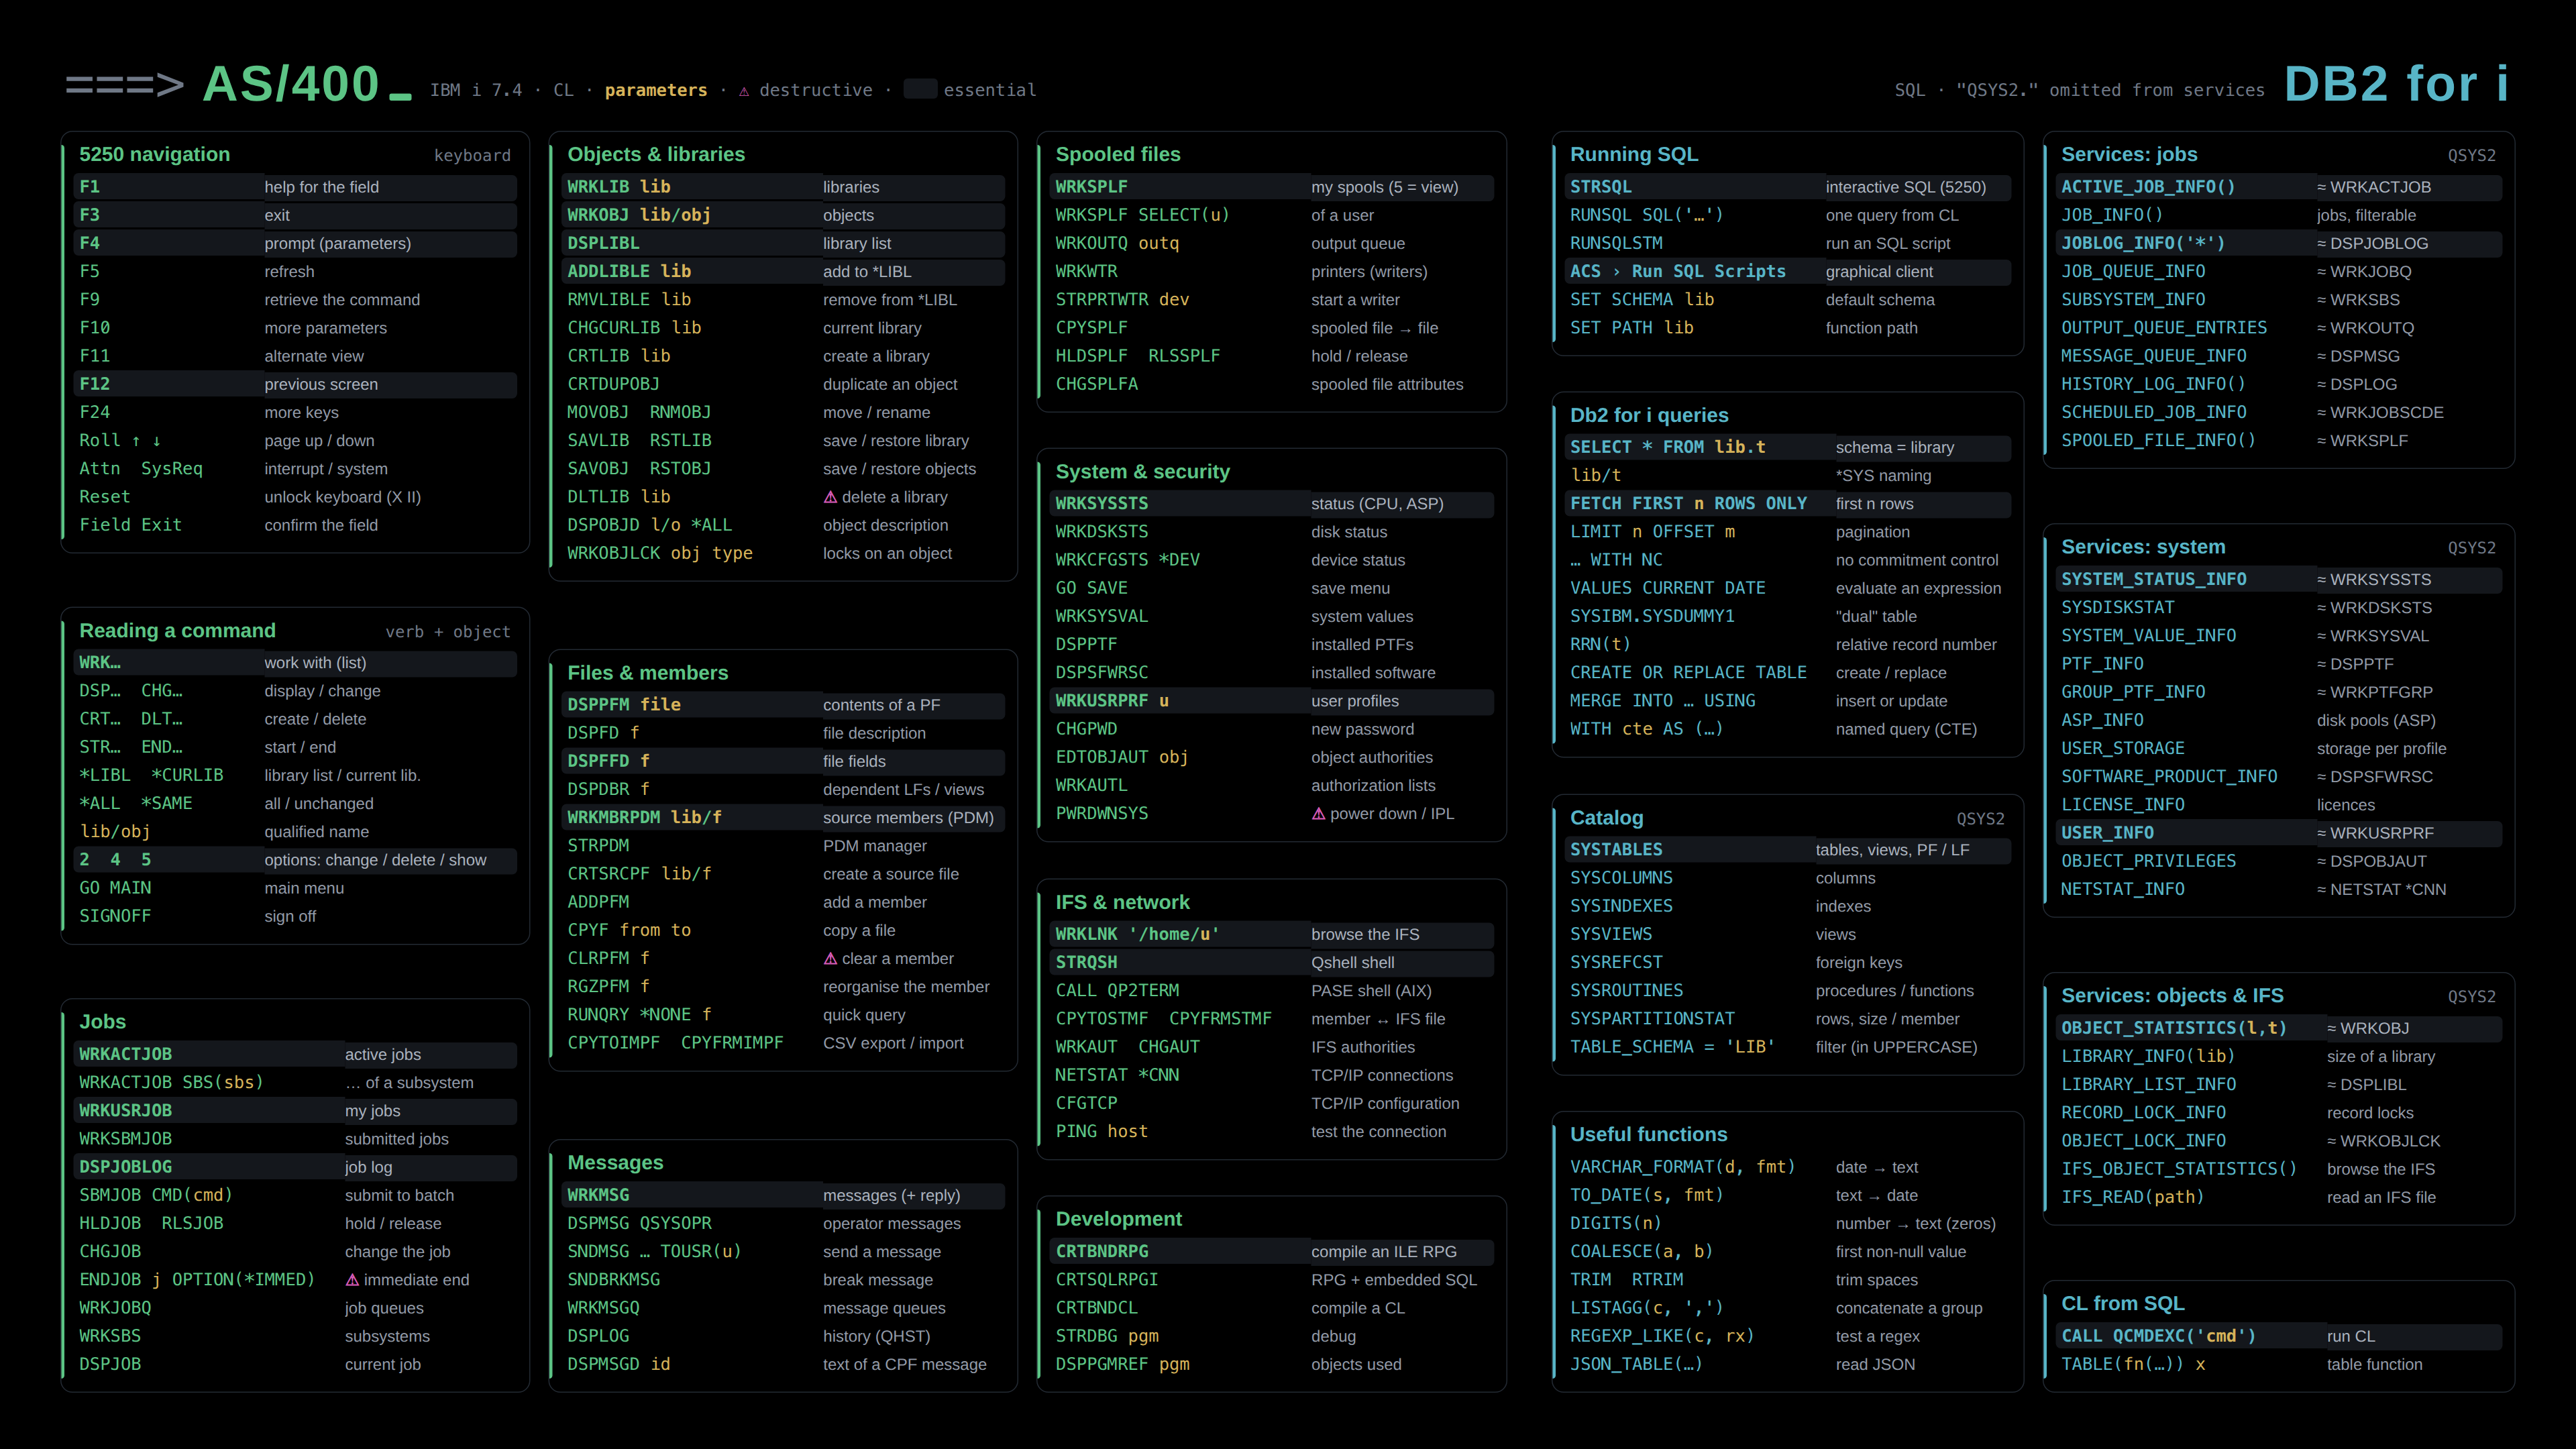 ===> AS/400_ IBM i 7.4 · CL · parameters · ⚠ destructive · essential
SQL · "QSYS2." omitted from services DB2 for i
5250 navigation keyboard
F1 help for the field
F3 exit
F4 prompt (parameters)
F5 refresh
F9 retrieve the command
F10 more parameters
F11 alternate view
F12 previous screen
F24 more keys
Roll ↑ ↓ page up / down
Attn SysReq interrupt / system
Reset unlock keyboard (X II)
Field Exit confirm the field
Reading a command verb + object
WRK… work with (list)
DSP… CHG… display / change
CRT… DLT… create / delete
STR… END… start / end
*LIBL *CURLIB library list / current lib.
*ALL *SAME all / unchanged
lib/obj qualified name
2 4 5 options: change / delete / show
GO MAIN main menu
SIGNOFF sign off
Jobs
WRKACTJOB active jobs
WRKACTJOB SBS(sbs) … of a subsystem
WRKUSRJOB my jobs
WRKSBMJOB submitted jobs
DSPJOBLOG job log
SBMJOB CMD(cmd) submit to batch
HLDJOB RLSJOB hold / release
CHGJOB change the job
ENDJOB j OPTION(*IMMED) ⚠ immediate end
WRKJOBQ job queues
WRKSBS subsystems
DSPJOB current job
Objects & libraries
WRKLIB lib libraries
WRKOBJ lib/obj objects
DSPLIBL library list
ADDLIBLE lib add to *LIBL
RMVLIBLE lib remove from *LIBL
CHGCURLIB lib current library
CRTLIB lib create a library
CRTDUPOBJ duplicate an object
MOVOBJ RNMOBJ move / rename
SAVLIB RSTLIB save / restore library
SAVOBJ RSTOBJ save / restore objects
DLTLIB lib ⚠ delete a library
DSPOBJD l/o *ALL object description
WRKOBJLCK obj type locks on an object
Files & members
DSPPFM file contents of a PF
DSPFD f file description
DSPFFD f file fields
DSPDBR f dependent LFs / views
WRKMBRPDM lib/f source members (PDM)
STRPDM PDM manager
CRTSRCPF lib/f create a source file
ADDPFM add a member
CPYF from to copy a file
CLRPFM f ⚠ clear a member
RGZPFM f reorganise the member
RUNQRY *NONE f quick query
CPYTOIMPF CPYFRMIMPF CSV export / import
Messages
WRKMSG messages (+ reply)
DSPMSG QSYSOPR operator messages
SNDMSG … TOUSR(u) send a message
SNDBRKMSG break message
WRKMSGQ message queues
DSPLOG history (QHST)
DSPMSGD id text of a CPF message
Spooled files
WRKSPLF my spools (5 = view)
WRKSPLF SELECT(u) of a user
WRKOUTQ outq output queue
WRKWTR printers (writers)
STRPRTWTR dev start a writer
CPYSPLF spooled file → file
HLDSPLF RLSSPLF hold / release
CHGSPLFA spooled file attributes
System & security
WRKSYSSTS status (CPU, ASP)
WRKDSKSTS disk status
WRKCFGSTS *DEV device status
GO SAVE save menu
WRKSYSVAL system values
DSPPTF installed PTFs
DSPSFWRSC installed software
WRKUSRPRF u user profiles
CHGPWD new password
EDTOBJAUT obj object authorities
WRKAUTL authorization lists
PWRDWNSYS ⚠ power down / IPL
IFS & network
WRKLNK '/home/u' browse the IFS
STRQSH Qshell shell
CALL QP2TERM PASE shell (AIX)
CPYTOSTMF CPYFRMSTMF member ↔ IFS file
WRKAUT CHGAUT IFS authorities
NETSTAT *CNN TCP/IP connections
CFGTCP TCP/IP configuration
PING host test the connection
Development
CRTBNDRPG compile an ILE RPG
CRTSQLRPGI RPG + embedded SQL
CRTBNDCL compile a CL
STRDBG pgm debug
DSPPGMREF pgm objects used
Running SQL
STRSQL interactive SQL (5250)
RUNSQL SQL('…') one query from CL
RUNSQLSTM run an SQL script
ACS › Run SQL Scripts graphical client
SET SCHEMA lib default schema
SET PATH lib function path
Db2 for i queries
SELECT * FROM lib.t schema = library
lib/t *SYS naming
FETCH FIRST n ROWS ONLY first n rows
LIMIT n OFFSET m pagination
… WITH NC no commitment control
VALUES CURRENT DATE evaluate an expression
SYSIBM.SYSDUMMY1 "dual" table
RRN(t) relative record number
CREATE OR REPLACE TABLE create / replace
MERGE INTO … USING insert or update
WITH cte AS (…) named query (CTE)
Catalog QSYS2
SYSTABLES tables, views, PF / LF
SYSCOLUMNS columns
SYSINDEXES indexes
SYSVIEWS views
SYSREFCST foreign keys
SYSROUTINES procedures / functions
SYSPARTITIONSTAT rows, size / member
TABLE_SCHEMA = 'LIB' filter (in UPPERCASE)
Useful functions
VARCHAR_FORMAT(d, fmt) date → text
TO_DATE(s, fmt) text → date
DIGITS(n) number → text (zeros)
COALESCE(a, b) first non-null value
TRIM RTRIM trim spaces
LISTAGG(c, ',') concatenate a group
REGEXP_LIKE(c, rx) test a regex
JSON_TABLE(…) read JSON
Services: jobs QSYS2
ACTIVE_JOB_INFO() ≈ WRKACTJOB
JOB_INFO() jobs, filterable
JOBLOG_INFO('*') ≈ DSPJOBLOG
JOB_QUEUE_INFO ≈ WRKJOBQ
SUBSYSTEM_INFO ≈ WRKSBS
OUTPUT_QUEUE_ENTRIES ≈ WRKOUTQ
MESSAGE_QUEUE_INFO ≈ DSPMSG
HISTORY_LOG_INFO() ≈ DSPLOG
SCHEDULED_JOB_INFO ≈ WRKJOBSCDE
SPOOLED_FILE_INFO() ≈ WRKSPLF
Services: system QSYS2
SYSTEM_STATUS_INFO ≈ WRKSYSSTS
SYSDISKSTAT ≈ WRKDSKSTS
SYSTEM_VALUE_INFO ≈ WRKSYSVAL
PTF_INFO ≈ DSPPTF
GROUP_PTF_INFO ≈ WRKPTFGRP
ASP_INFO disk pools (ASP)
USER_STORAGE storage per profile
SOFTWARE_PRODUCT_INFO ≈ DSPSFWRSC
LICENSE_INFO licences
USER_INFO ≈ WRKUSRPRF
OBJECT_PRIVILEGES ≈ DSPOBJAUT
NETSTAT_INFO ≈ NETSTAT *CNN
Services: objects & IFS QSYS2
OBJECT_STATISTICS(l,t) ≈ WRKOBJ
LIBRARY_INFO(lib) size of a library
LIBRARY_LIST_INFO ≈ DSPLIBL
RECORD_LOCK_INFO record locks
OBJECT_LOCK_INFO ≈ WRKOBJLCK
IFS_OBJECT_STATISTICS() browse the IFS
IFS_READ(path) read an IFS file
CL from SQL
CALL QCMDEXC('cmd') run CL
TABLE(fn(…)) x table function